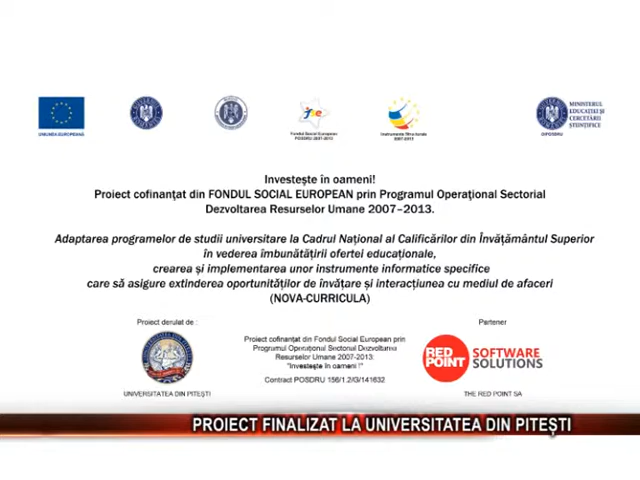 UNIUNEA EUROPEANĂ
fse
Fondul Social European
POSDRU 2007-2013
Instrumente Structurale
2007-2013
OIPOSDRU
MINISTERUL
EDUCAȚIEI ȘI
CERCETĂRII
ȘTIINȚIFICE
Investește în oameni!
Proiect cofinanțat din FONDUL SOCIAL EUROPEAN prin Programul Operațional Sectorial
Dezvoltarea Resurselor Umane 2007–2013.
Adaptarea programelor de studii universitare la Cadrul Național al Calificărilor din Învățământul Superior
în vederea îmbunătățirii ofertei educaționale,
crearea și implementarea unor instrumente informatice specifice
care să asigure extinderea oportunităților de învățare și interacțiunea cu mediul de afaceri
(NOVA-CURRICULA)
Proiect derulat de :
UNIVERSITATEA DIN PITEȘTI
Proiect cofinanțat din Fondul Social European prin
Programul Operațional Sectorial Dezvoltarea
Resurselor Umane 2007-2013:
"Investește în oameni !"
Contract POSDRU 156/1.2/G/141632
Partener
RED POINT
SOFTWARE
SOLUTIONS
THE RED POINT SA
PROIECT FINALIZAT LA UNIVERSITATEA DIN PITEȘTI